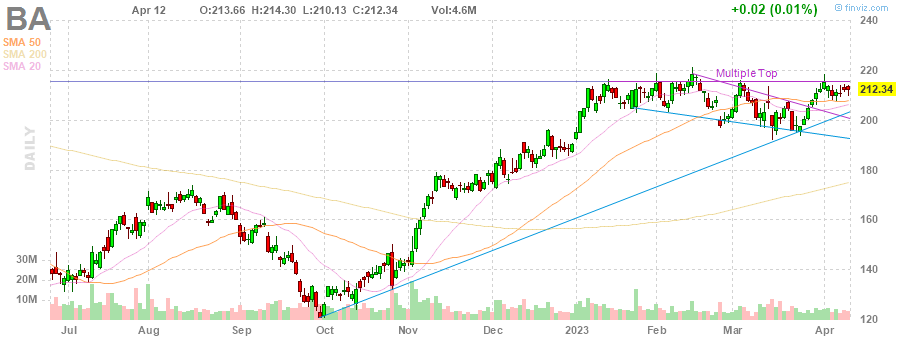 BA Apr 12 O:213.66 H:214.30 L:210.13 C:212.34 Vol:4.6M +0.02 (0.01%) © finviz.com
SMA 50
SMA 200
SMA 20
240
220
Multiple Top
212.34
200
180
160
140
120
DAILY
30M
20M
10M
Jul Aug Sep Oct Nov Dec 2023 Feb Mar Apr